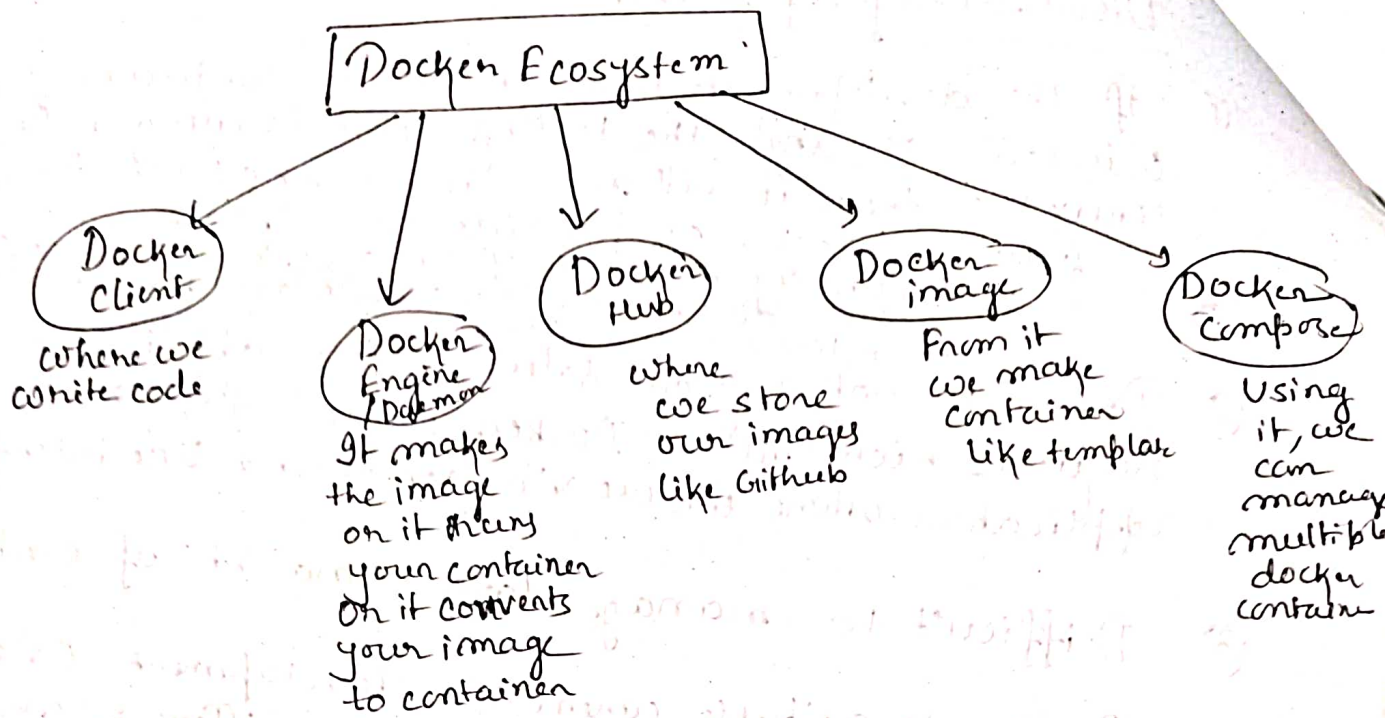 Docker Ecosystem
Docker
Client
where we
write code
Docker
Engine
/Daemon
It makes
the image
or it runs
your container
or it converts
your image
to container
Docker
Hub
where
we store
our images
like Github
Docker
image
From it
we make
container
like templat
Docker
Compose
Using
it, we
can
manage
multiple
docker
containe